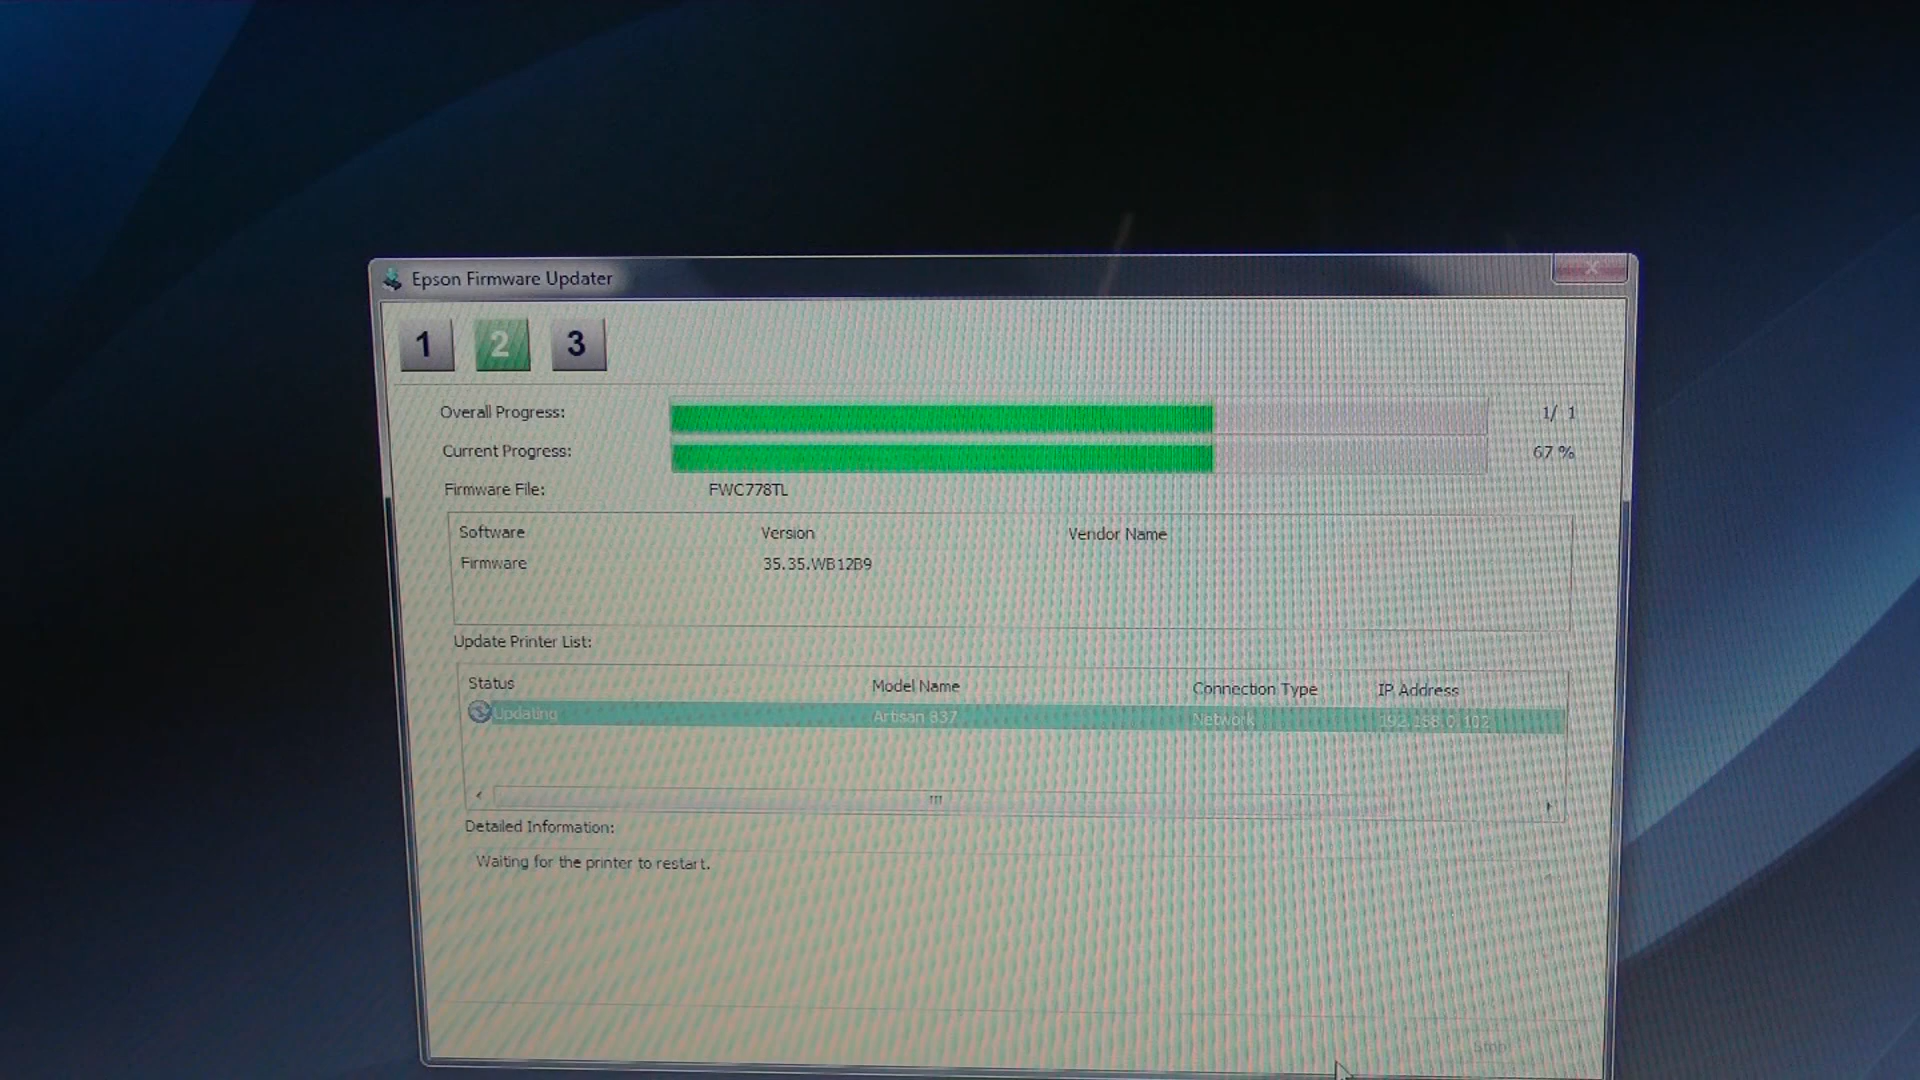 Epson Firmware Updater
1 2 3
Overall Progress: 1/ 1
Current Progress: 67 %
Firmware File: FWC778TL
Software Version Vendor Name
Firmware 35.35.WB12B9
Update Printer List:
Status Model Name Connection Type IP Address
Updating Artisan 837 Network 192.168.0.102
Detailed Information:
Waiting for the printer to restart.
Stop